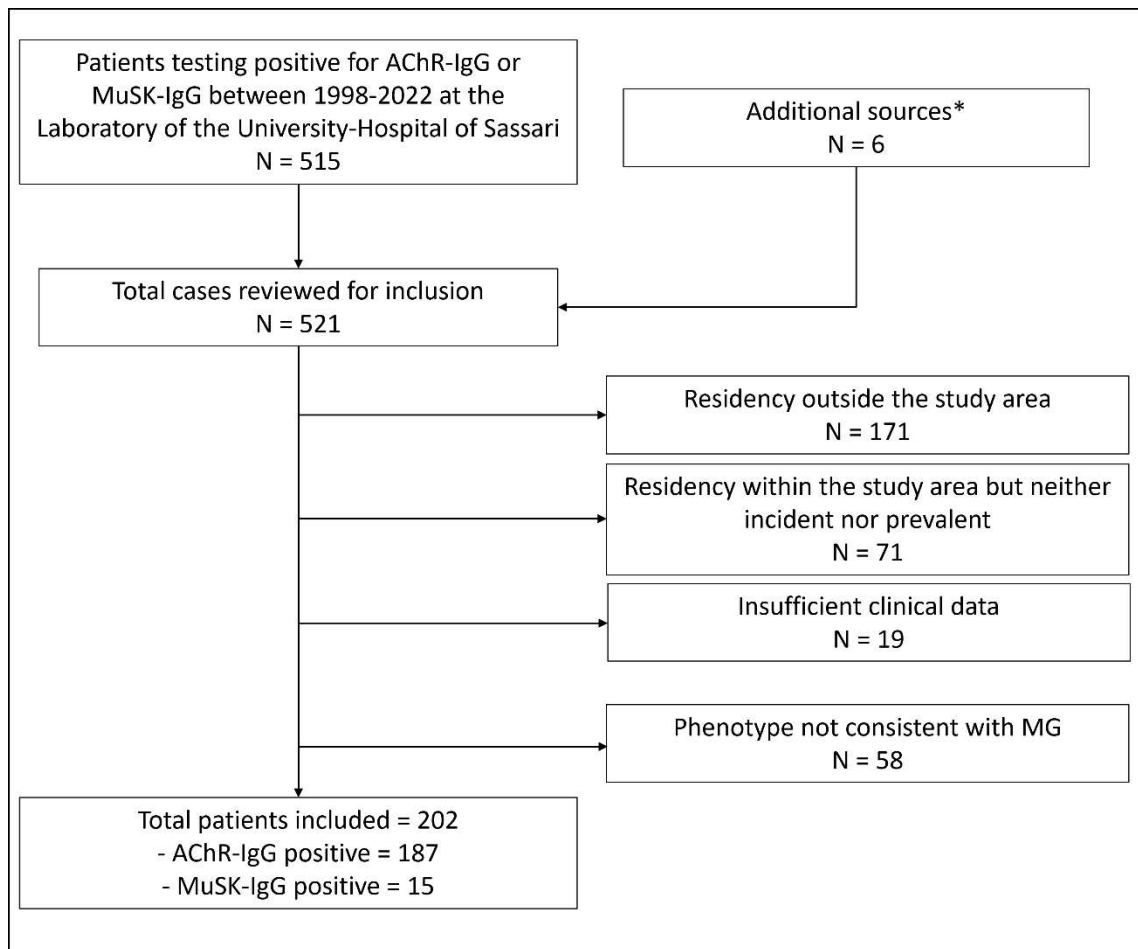 Patients testing positive for AChR-IgG or
MuSK-IgG between 1998-2022 at the
Laboratory of the University-Hospital of Sassari
N = 515
Additional sources*
N = 6
Total cases reviewed for inclusion
N = 521
Residency outside the study area
N = 171
Residency within the study area but neither
incident nor prevalent
N = 71
Insufficient clinical data
N = 19
Phenotype not consistent with MG
N = 58
Total patients included = 202
- AChR-IgG positive = 187
- MuSK-IgG positive = 15